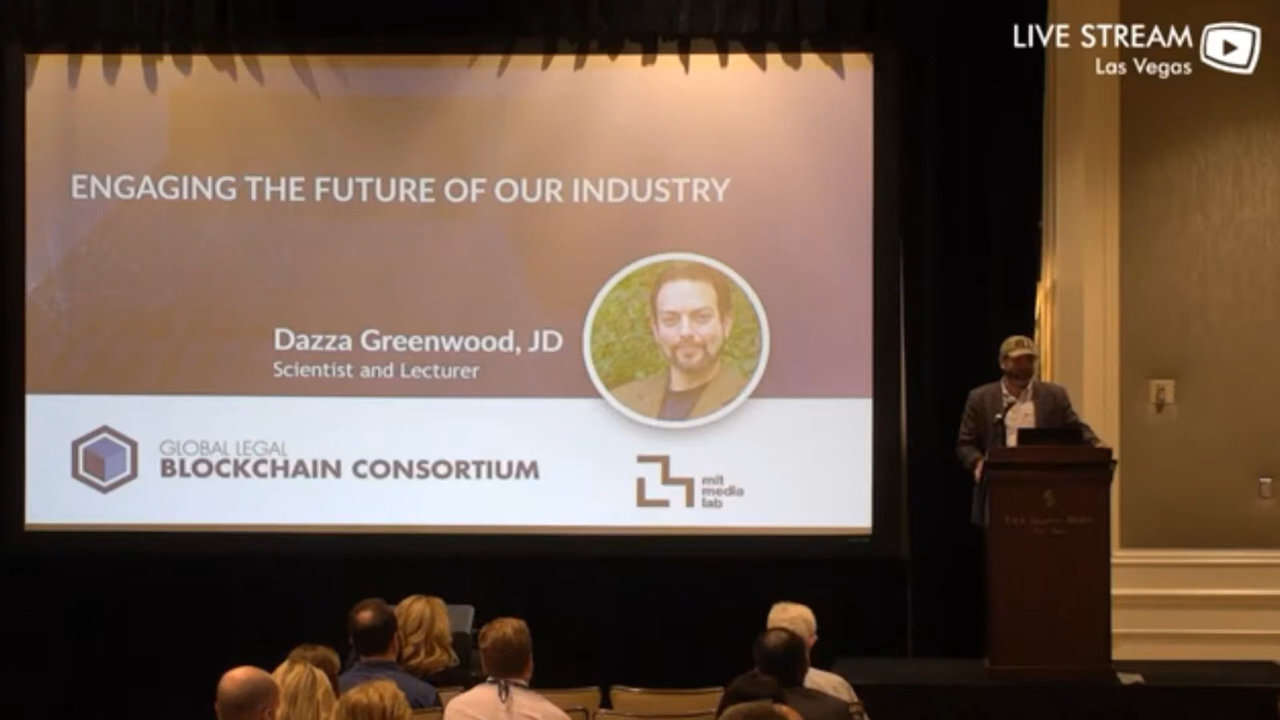 LIVE STREAM
Las Vegas
ENGAGING THE FUTURE OF OUR INDUSTRY
Dazza Greenwood, JD
Scientist and Lecturer
GLOBAL LEGAL
BLOCKCHAIN CONSORTIUM
mit
media
lab